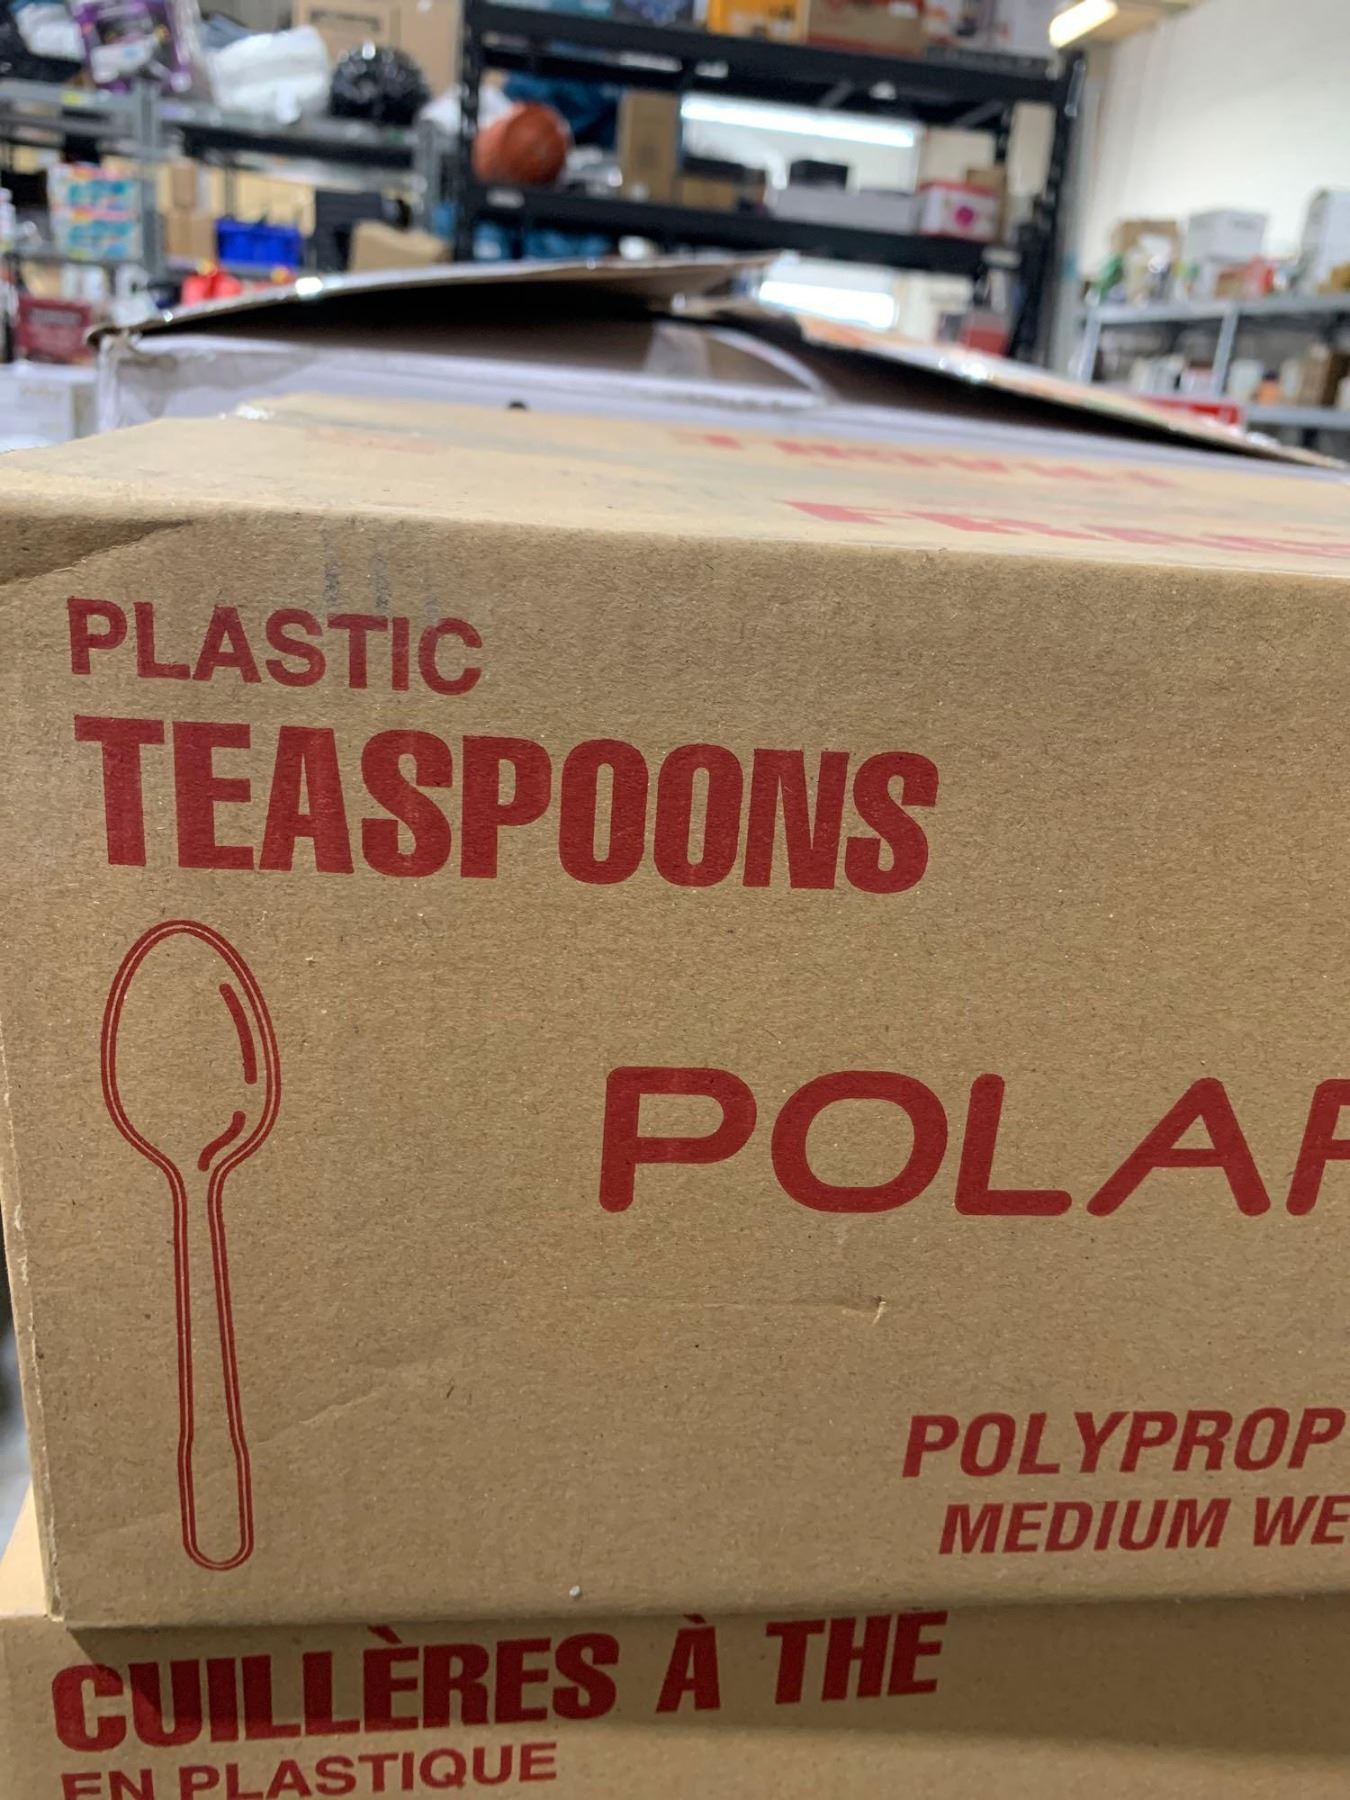 PLASTIC
TEASPOONS
POLAR
POLYPROP
MEDIUM WE
CUILLÈRES À THE
EN PLASTIQUE